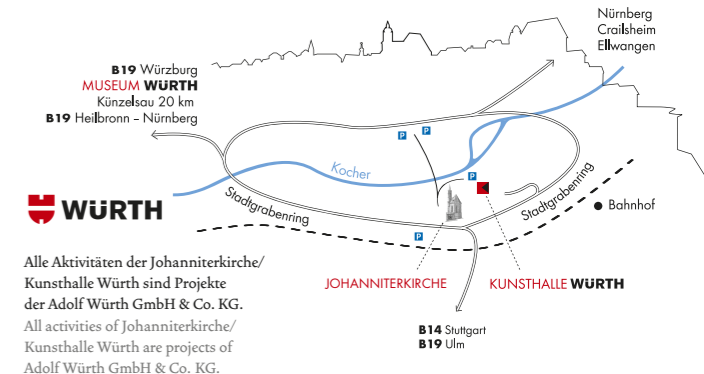 Nürnberg
Crailsheim
Ellwangen
B19 Würzburg
MUSEUM WÜRTH
Künzelsau 20 km
B19 Heilbronn – Nürnberg
P
P
Kocher
P
WÜRTH
Stadtgrabenring
Stadtgrabenring
Bahnhof
P
JOHANNITERKIRCHE
KUNSTHALLE WÜRTH
B14 Stuttgart
B19 Ulm
Alle Aktivitäten der Johanniterkirche/
Kunsthalle Würth sind Projekte
der Adolf Würth GmbH & Co. KG.
All activities of Johanniterkirche/
Kunsthalle Würth are projects of
Adolf Würth GmbH & Co. KG.